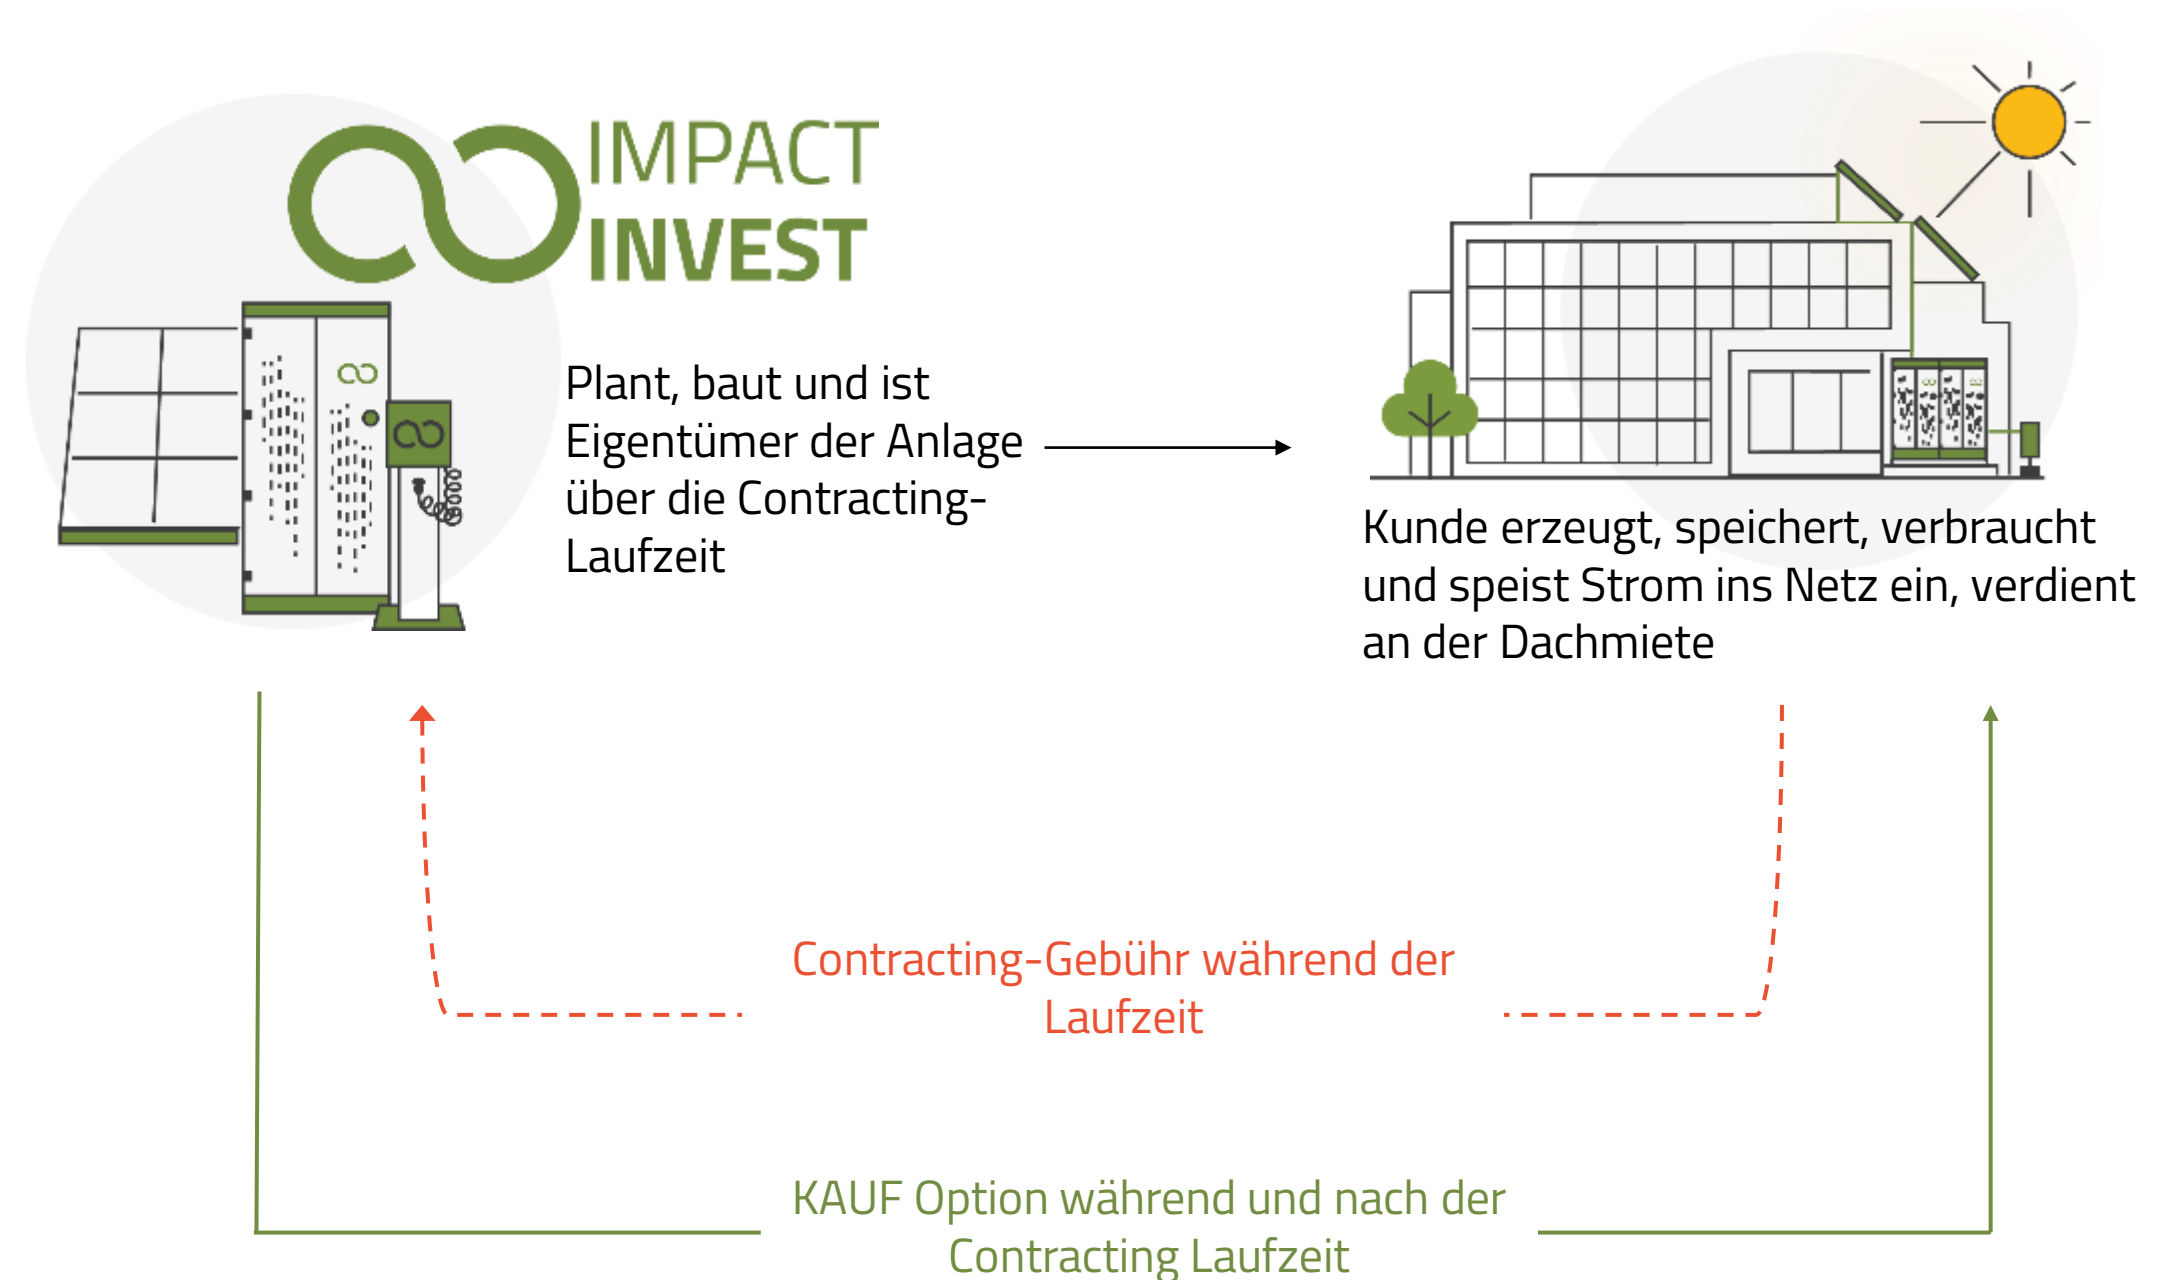 IMPACT
INVEST
Plant, baut und ist
Eigentümer der Anlage
über die Contracting-
Laufzeit
Kunde erzeugt, speichert, verbraucht
und speist Strom ins Netz ein, verdient
an der Dachmiete
Contracting-Gebühr während der
Laufzeit
KAUF Option während und nach der
Contracting Laufzeit